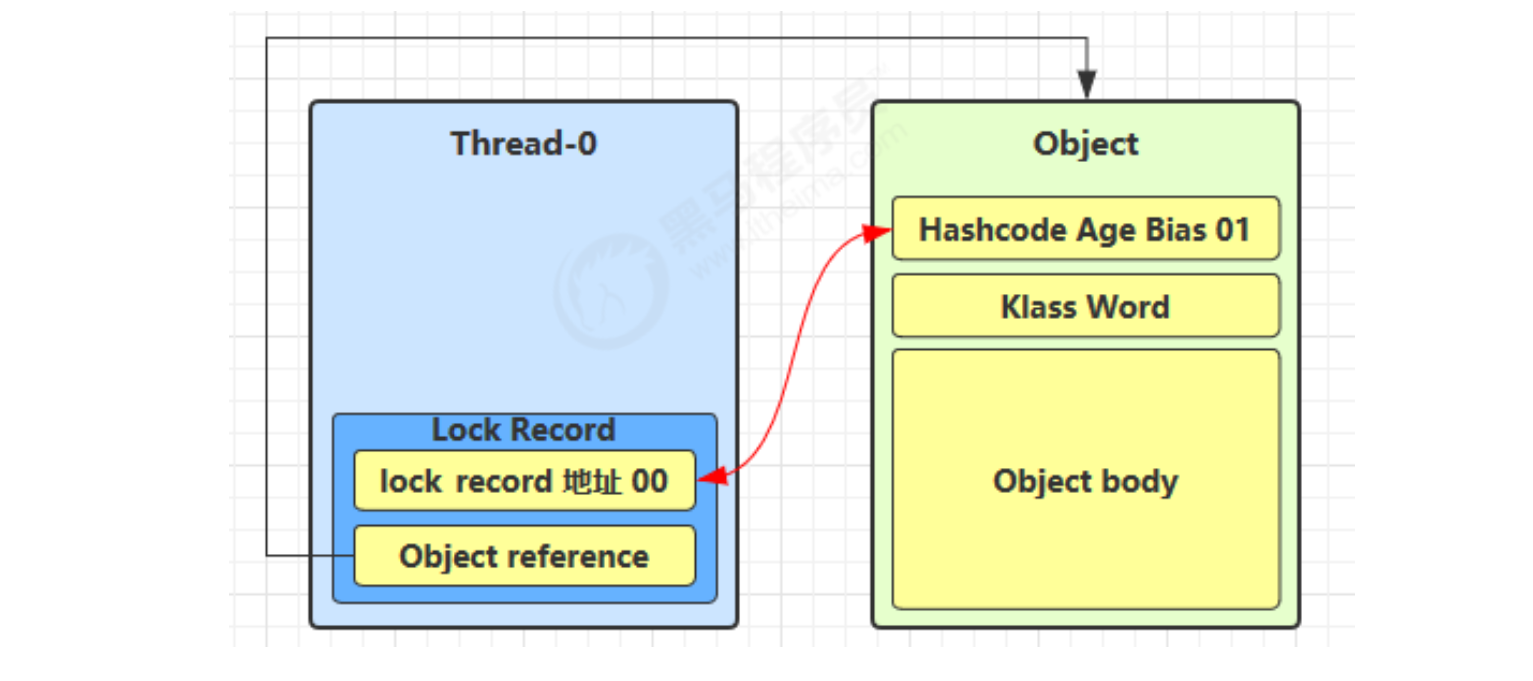 Thread-0
Lock Record
lock record 地址 00
Object reference
Object
Hashcode Age Bias 01
Klass Word
Object body
黑马程序员
www.itheima.com